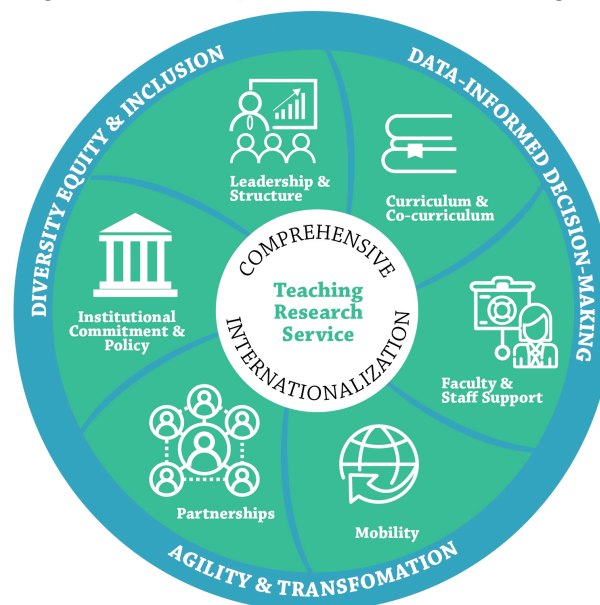 DIVERSITY EQUITY & INCLUSION
DATA-INFORMED DECISION-MAKING
AGILITY & TRANSFOMATION
Leadership &
Structure
Curriculum &
Co-curriculum
Institutional
Commitment &
Policy
COMPREHENSIVE
Teaching
Research
Service
INTERNATIONALIZATION
Faculty &
Staff Support
Partnerships
Mobility